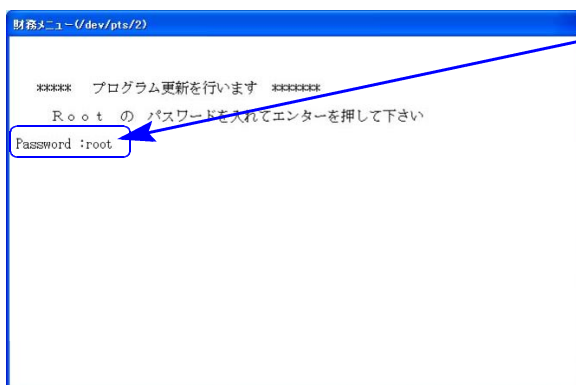 財務メニュー(/dev/pts/2)
***** プログラム更新を行います *******
Ｒｏｏｔ の パスワードを入れてエンターを押して下さい
Password :root